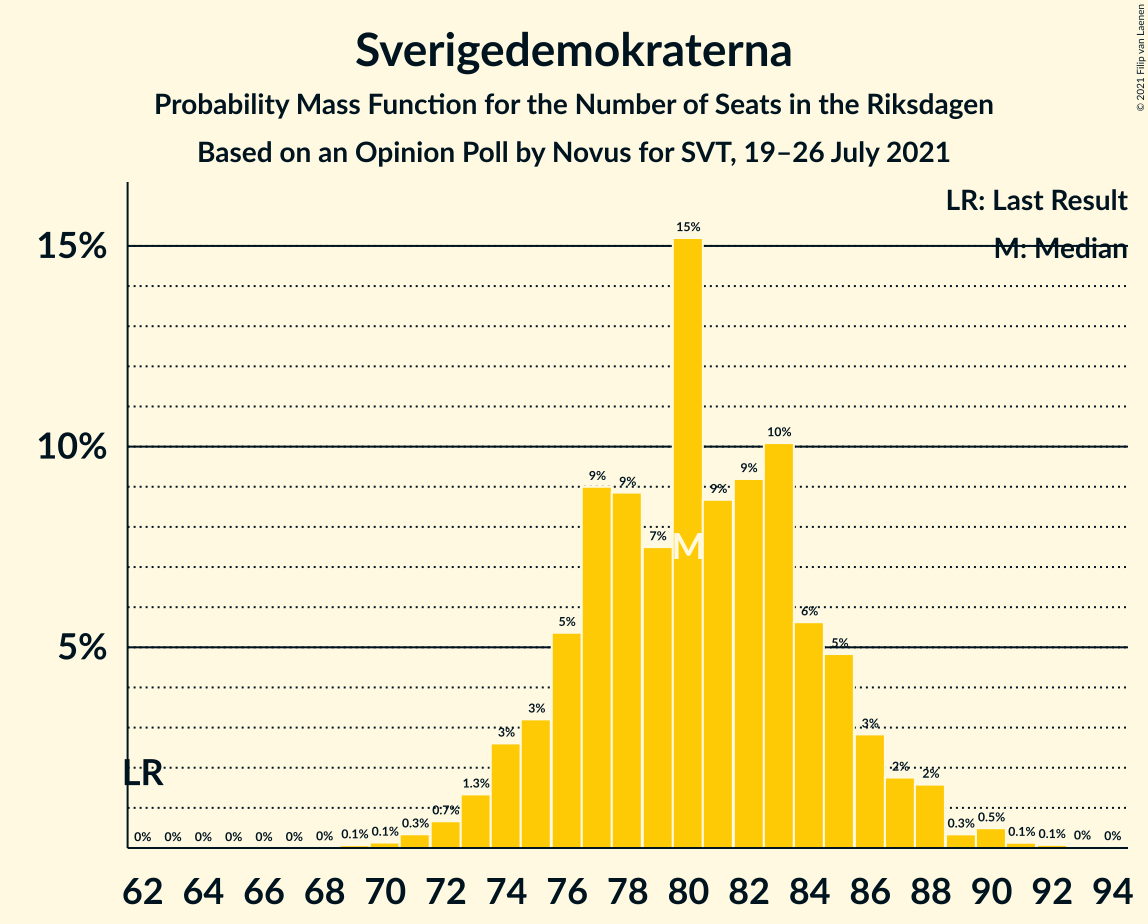 © 2021 Filip van Laenen
Sverigedemokraterna
Probability Mass Function for the Number of Seats in the Riksdagen
Based on an Opinion Poll by Novus for SVT, 19–26 July 2021
LR: Last Result
M: Median
15%
10%
5%
LR
M
0% 0% 0% 0% 0% 0% 0% 0.1% 0.1% 0.3% 0.7% 1.3% 3% 3% 5% 9% 9% 7% 15% 9% 9% 10% 6% 5% 3% 2% 2% 0.3% 0.5% 0.1% 0.1% 0% 0%
62 64 66 68 70 72 74 76 78 80 82 84 86 88 90 92 94